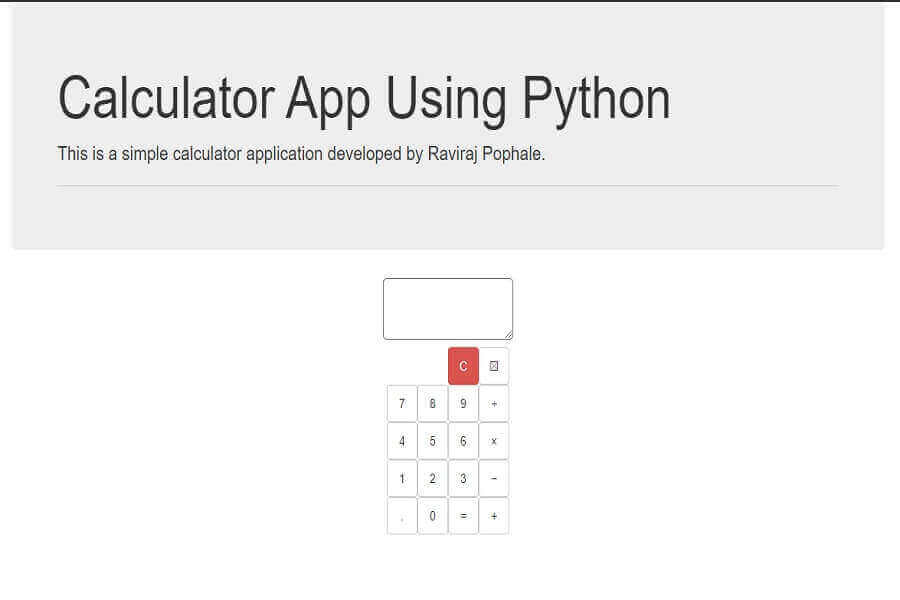 Calculator App Using Python
This is a simple calculator application developed by Raviraj Pophale.
C ☒
7 8 9 ÷
4 5 6 x
1 2 3 −
. 0 = +